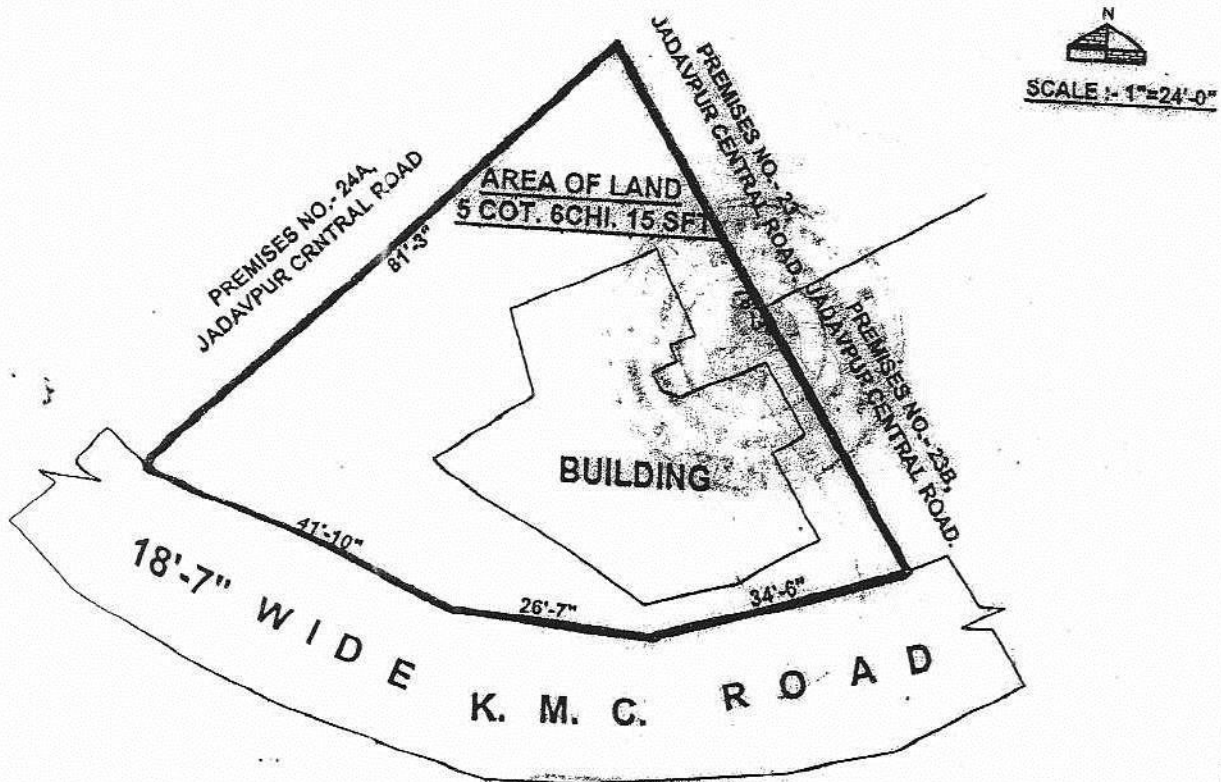 N
SCALE :- 1"=24'-0"
PREMISES NO.- 24A,
JADAVPUR CRNTRAL ROAD
81'-3"
AREA OF LAND
5 COT. 6CHI. 15 SFT
PREMISES NO.- 23,
JADAVPUR CENTRAL ROAD.
PREMISES NO.- 23B,
JADAVPUR CENTRAL ROAD.
BUILDING
41'-10"
26'-7"
34'-6"
18'-7" WIDE K. M. C. ROAD